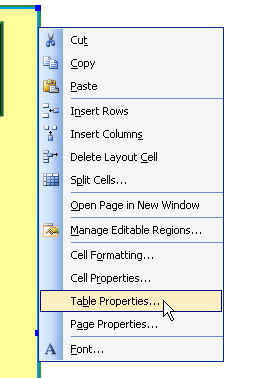 Cut
Copy
Paste
Insert Rows
Insert Columns
Delete Layout Cell
Split Cells...
Open Page in New Window
Manage Editable Regions...
Cell Formatting...
Cell Properties...
Table Properties...
Page Properties...
A Font...